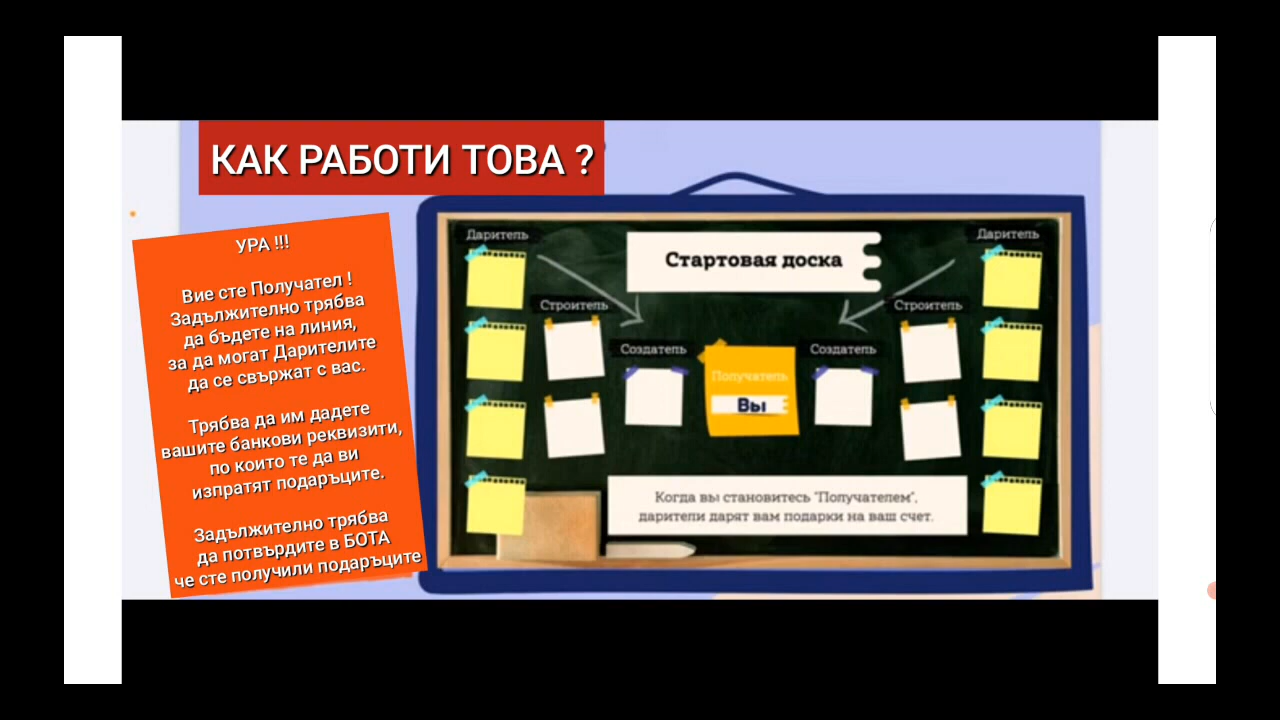 КАК РАБОТИ ТОВА ?
УРА !!!
Вие сте Получател !
Задължително трябва
да бъдете на линия,
за да могат Дарителите
да се свържат с вас.
Трябва да им дадете
вашите банкови реквизити,
по които те да ви
изпратят подаръците.
Задължително трябва
да потвърдите в БОТА
че сте получили подаръците
Даритель
Стартовая доска
Даритель
Строитель
Строитель
Создатель
Создатель
Получатель
Вы
Когда вы становитесь "Получателем",
дарители дарят вам подарки на ваш счет.